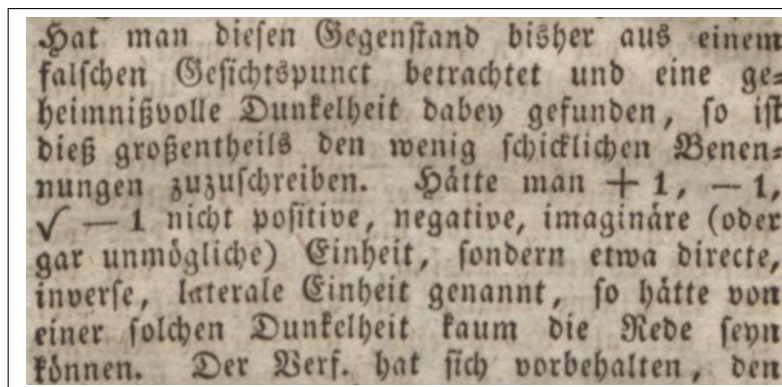 Hat man dieſen Gegenſtand bisher aus einem
falſchen Geſichtspunct betrachtet und eine ge-
heimnißvolle Dunkelheit dabey gefunden, ſo iſt
dieß großentheils den wenig ſchicklichen Benen-
nungen zuzuſchreiben. Hätte man + 1, — 1,
√ — 1 nicht poſitive, negative, imaginäre (oder
gar unmögliche) Einheit, ſondern etwa directe,
inverſe, laterale Einheit genannt, ſo hätte von
einer ſolchen Dunkelheit kaum die Rede ſeyn
können. Der Verf. hat ſich vorbehalten, den